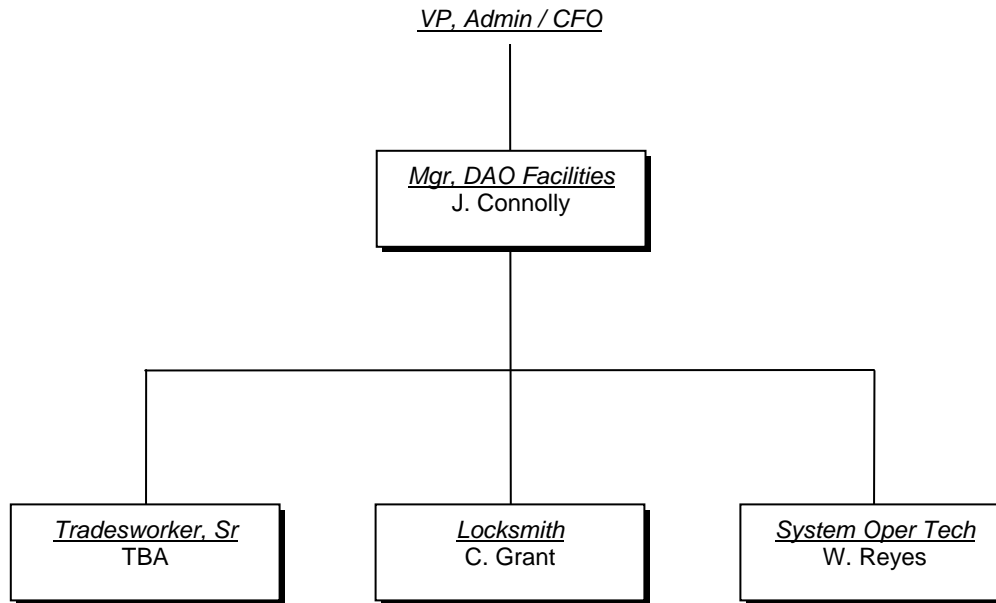 VP, Admin / CFO
Mgr, DAO Facilities
J. Connolly
Tradesworker, Sr
TBA
Locksmith
C. Grant
System Oper Tech
W. Reyes